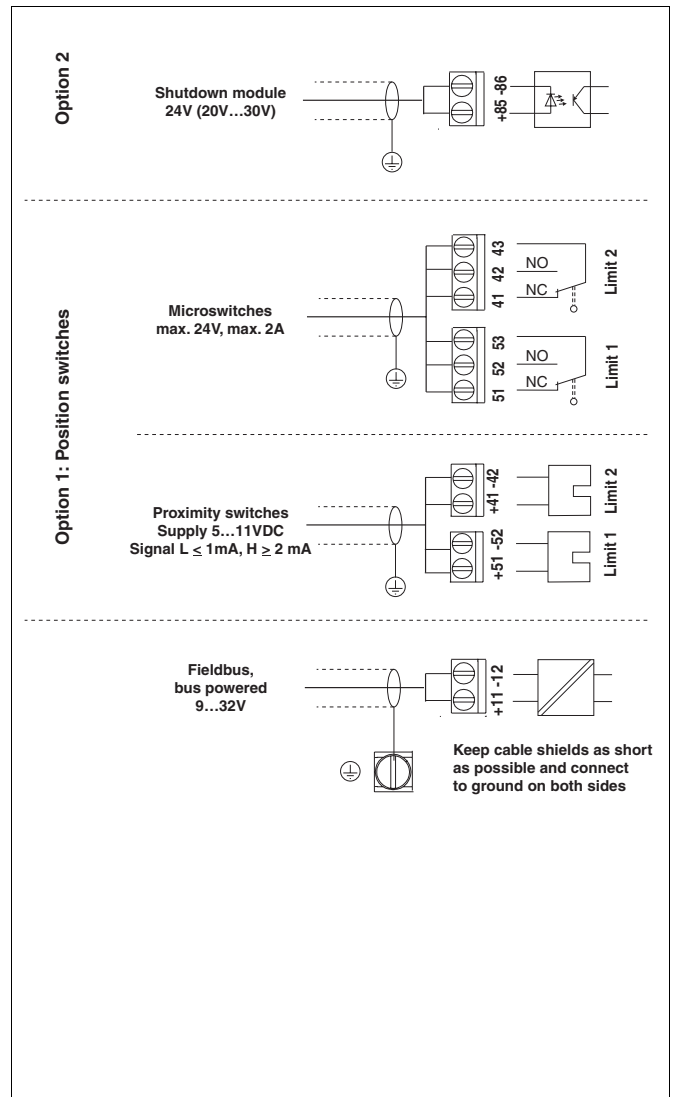 Option 2
Shutdown module
24V (20V...30V)
+85 -86
Option 1: Position switches
Microswitches
max. 24V, max. 2A
43
42
41
NO
NC
Limit 2
53
52
51
NO
NC
Limit 1
Proximity switches
Supply 5...11VDC
Signal L ≤ 1mA, H ≥ 2 mA
+41 -42
Limit 2
+51 -52
Limit 1
Fieldbus,
bus powered
9...32V
+11 -12
Keep cable shields as short
as possible and connect
to ground on both sides